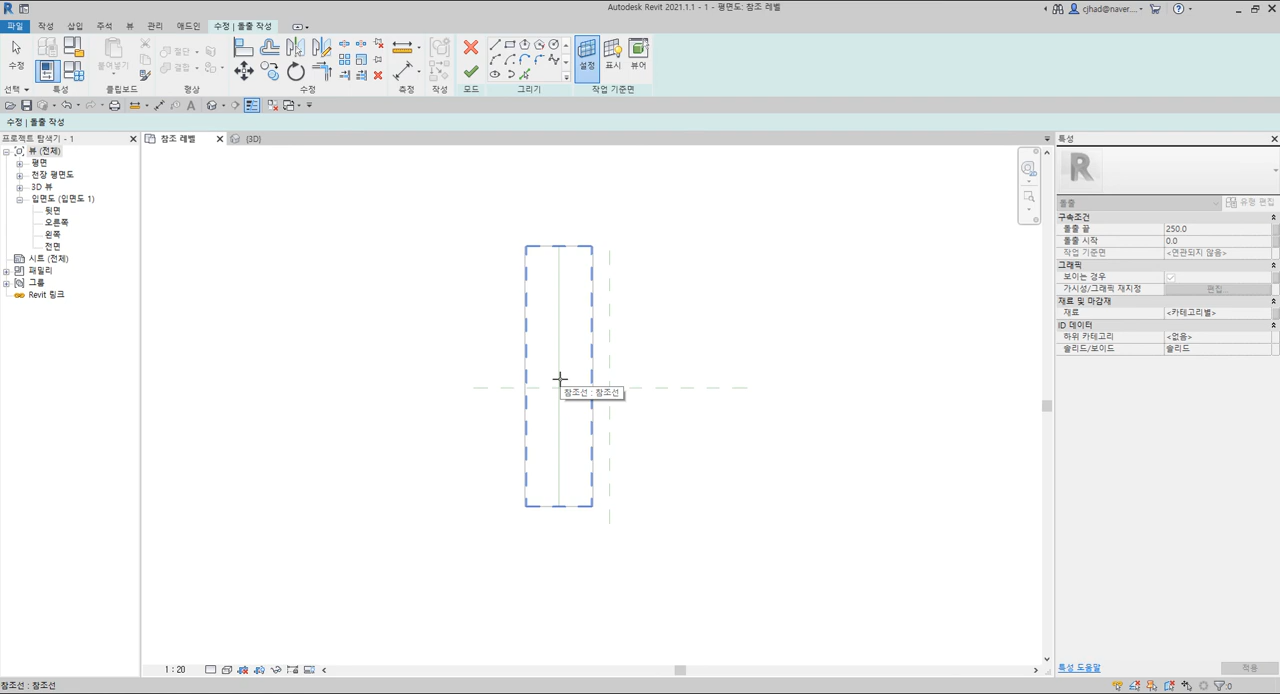 Autodesk Revit 2021.1.1 - 1 - 평면도: 참조 레벨
cjhad@naver....
파일 작성 삽입 주석 뷰 관리 애드인 수정 | 돌출 작성
수정
붙여넣기
절단
결합
설정 표시 뷰어
선택 특성 클립보드 형상 수정 측정 작성 모드 그리기 작업 기준면
수정 | 돌출 작성
프로젝트 탐색기 - 1
참조 레벨
{3D}
특성
뷰 (전체)
평면
천장 평면도
3D 뷰
입면도 (입면도 1)
뒷면
오른쪽
왼쪽
전면
시트 (전체)
패밀리
그룹
Revit 링크
참조선 : 참조선
R
돌출
유형 편집
구속조건
돌출 끝 250.0
돌출 시작 0.0
작업 기준면 <연관되지 않음>
그래픽
보이는 경우
가시성/그래픽 재지정 편집...
재료 및 마감재
재료 <카테고리별>
ID 데이터
하위 카테고리 <없음>
솔리드/보이드 솔리드
특성 도움말
적용
1 : 20
참조선 : 참조선
:0